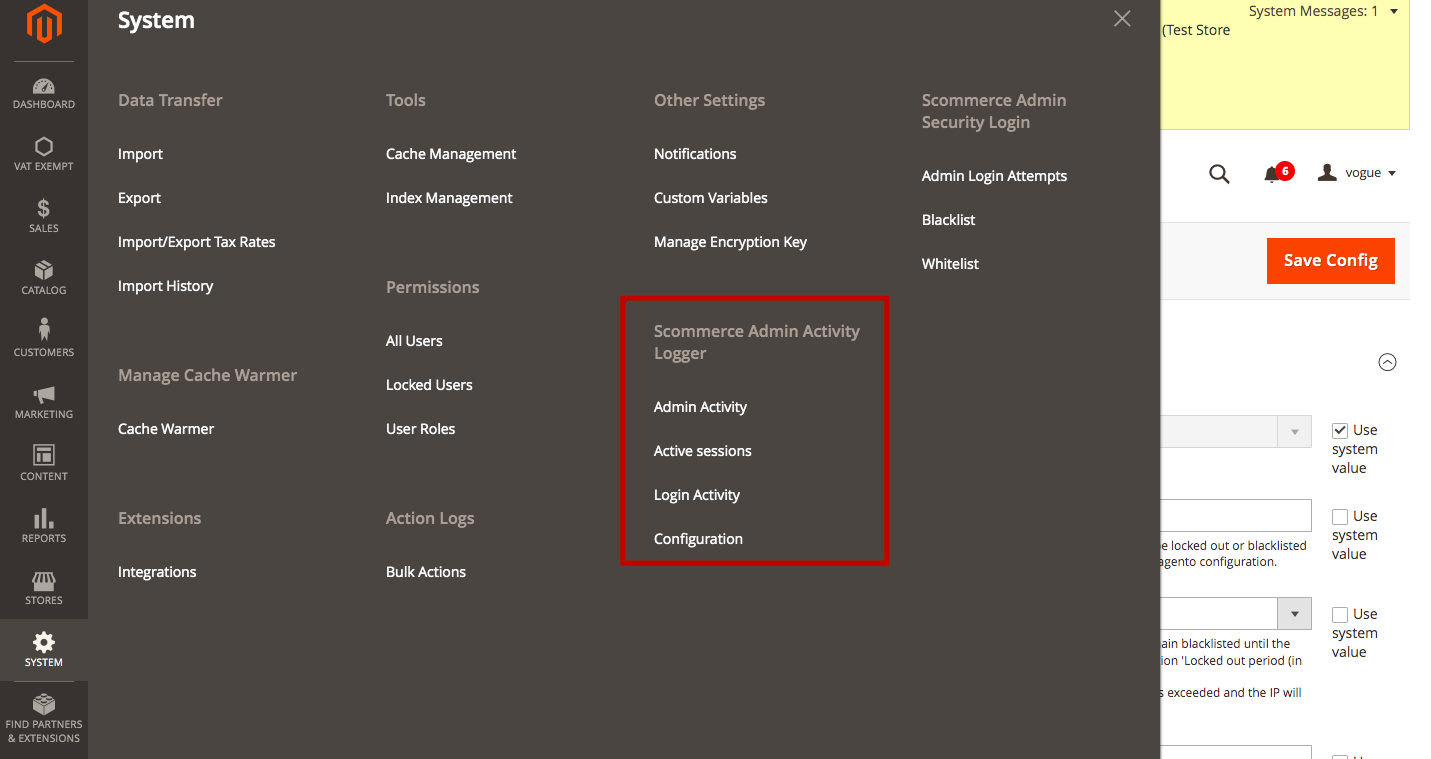 DASHBOARD
VAT EXEMPT
SALES
CATALOG
CUSTOMERS
MARKETING
CONTENT
REPORTS
STORES
SYSTEM
FIND PARTNERS
& EXTENSIONS
System
Data Transfer
Import
Export
Import/Export Tax Rates
Import History
Manage Cache Warmer
Cache Warmer
Extensions
Integrations
Tools
Cache Management
Index Management
Permissions
All Users
Locked Users
User Roles
Action Logs
Bulk Actions
Other Settings
Notifications
Custom Variables
Manage Encryption Key
Scommerce Admin Activity
Logger
Admin Activity
Active sessions
Login Activity
Configuration
Scommerce Admin
Security Login
Admin Login Attempts
Blacklist
Whitelist
System Messages: 1
(Test Store
6
vogue
Save Config
Use
system
value
Use
system
value
locked out or blacklisted
configuration.
Use
system
value
blacklisted until the
'Locked out period (in
exceeded and the IP will